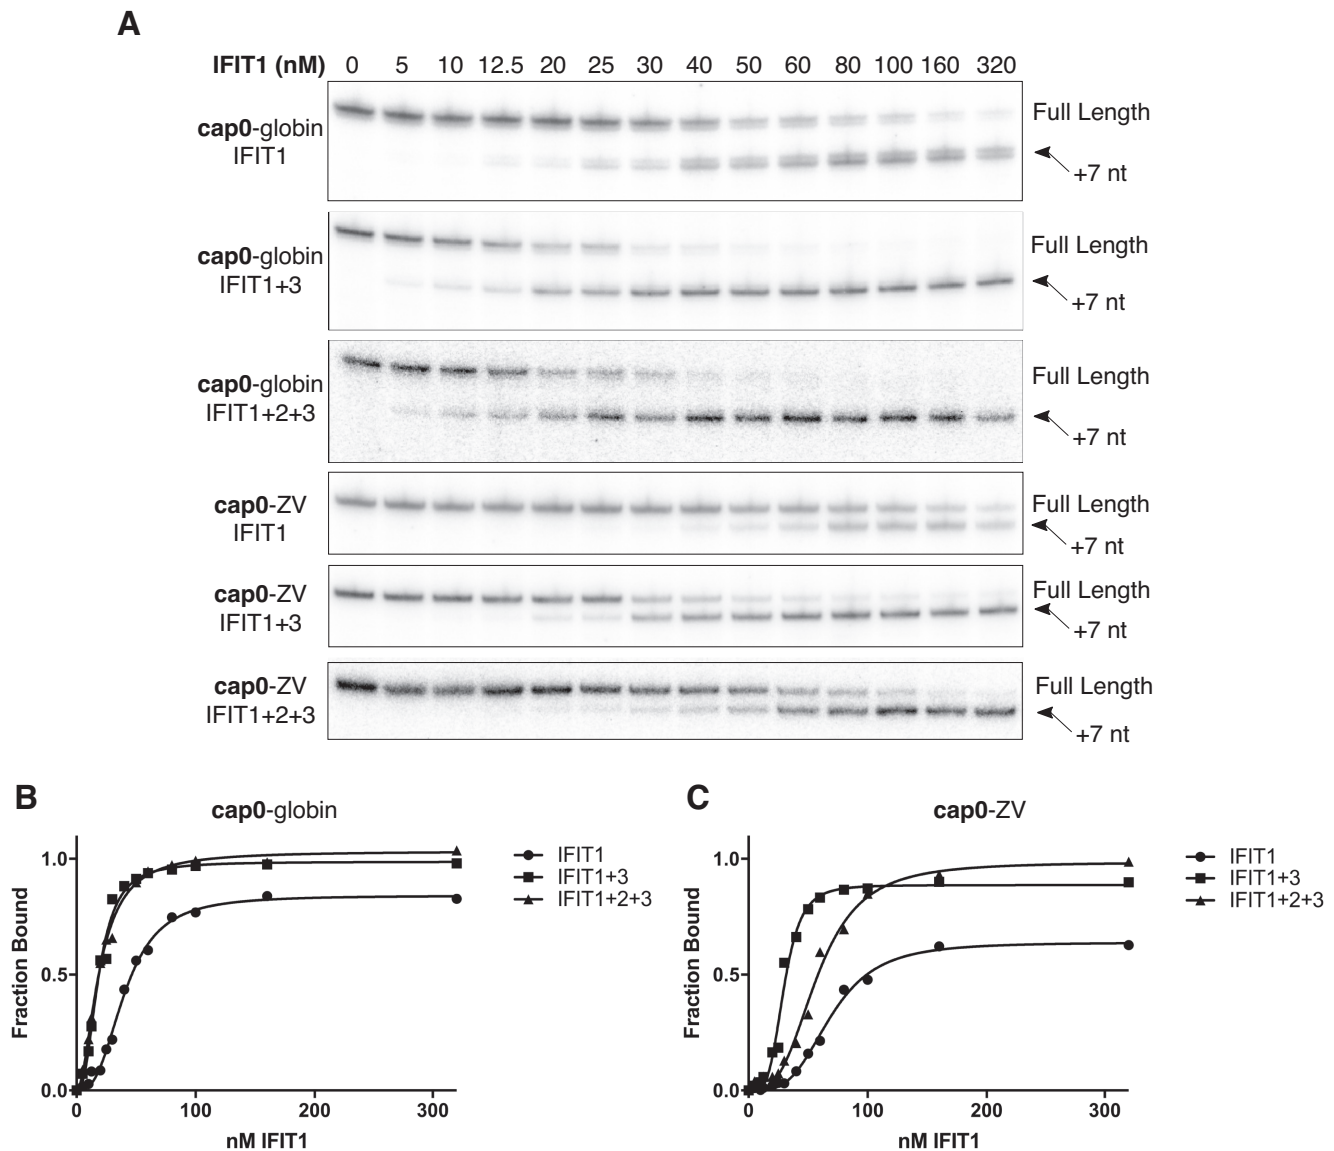 A
IFIT1 (nM) 0 5 10 12.5 20 25 30 40 50 60 80 100 160 320
cap0-globin
IFIT1
Full Length
+7 nt
cap0-globin
IFIT1+3
Full Length
+7 nt
cap0-globin
IFIT1+2+3
Full Length
+7 nt
cap0-ZV
IFIT1
Full Length
+7 nt
cap0-ZV
IFIT1+3
Full Length
+7 nt
cap0-ZV
IFIT1+2+3
Full Length
+7 nt
B
cap0-globin
Fraction Bound
1.0
0.5
0.0
0 100 200 300
nM IFIT1
IFIT1
IFIT1+3
IFIT1+2+3
C
cap0-ZV
Fraction Bound
1.0
0.5
0.0
0 100 200 300
nM IFIT1
IFIT1
IFIT1+3
IFIT1+2+3